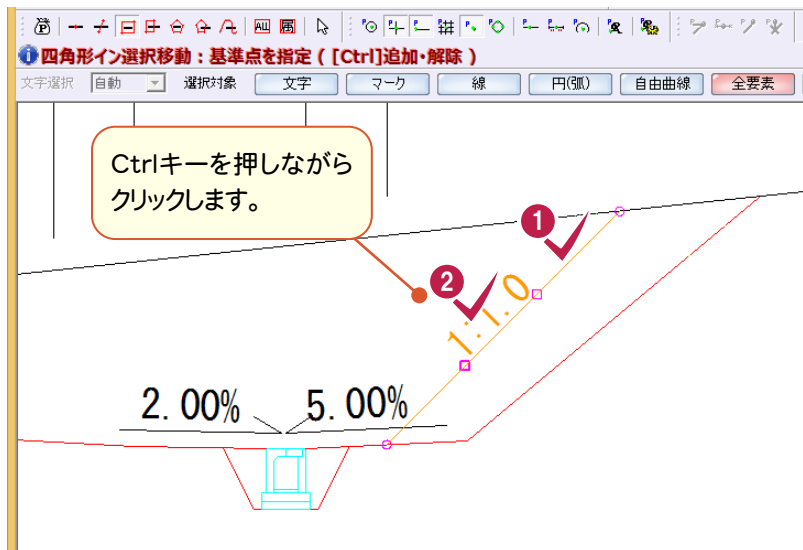 ALL
四角形イン選択移動：基準点を指定 ( [Ctrl]追加・解除 )
文字選択 自動 選択対象 文字 マーク 線 円(弧) 自由曲線 全要素
Ctrlキーを押しながら
クリックします。
1
2
1:1.0
2.00% 5.00%